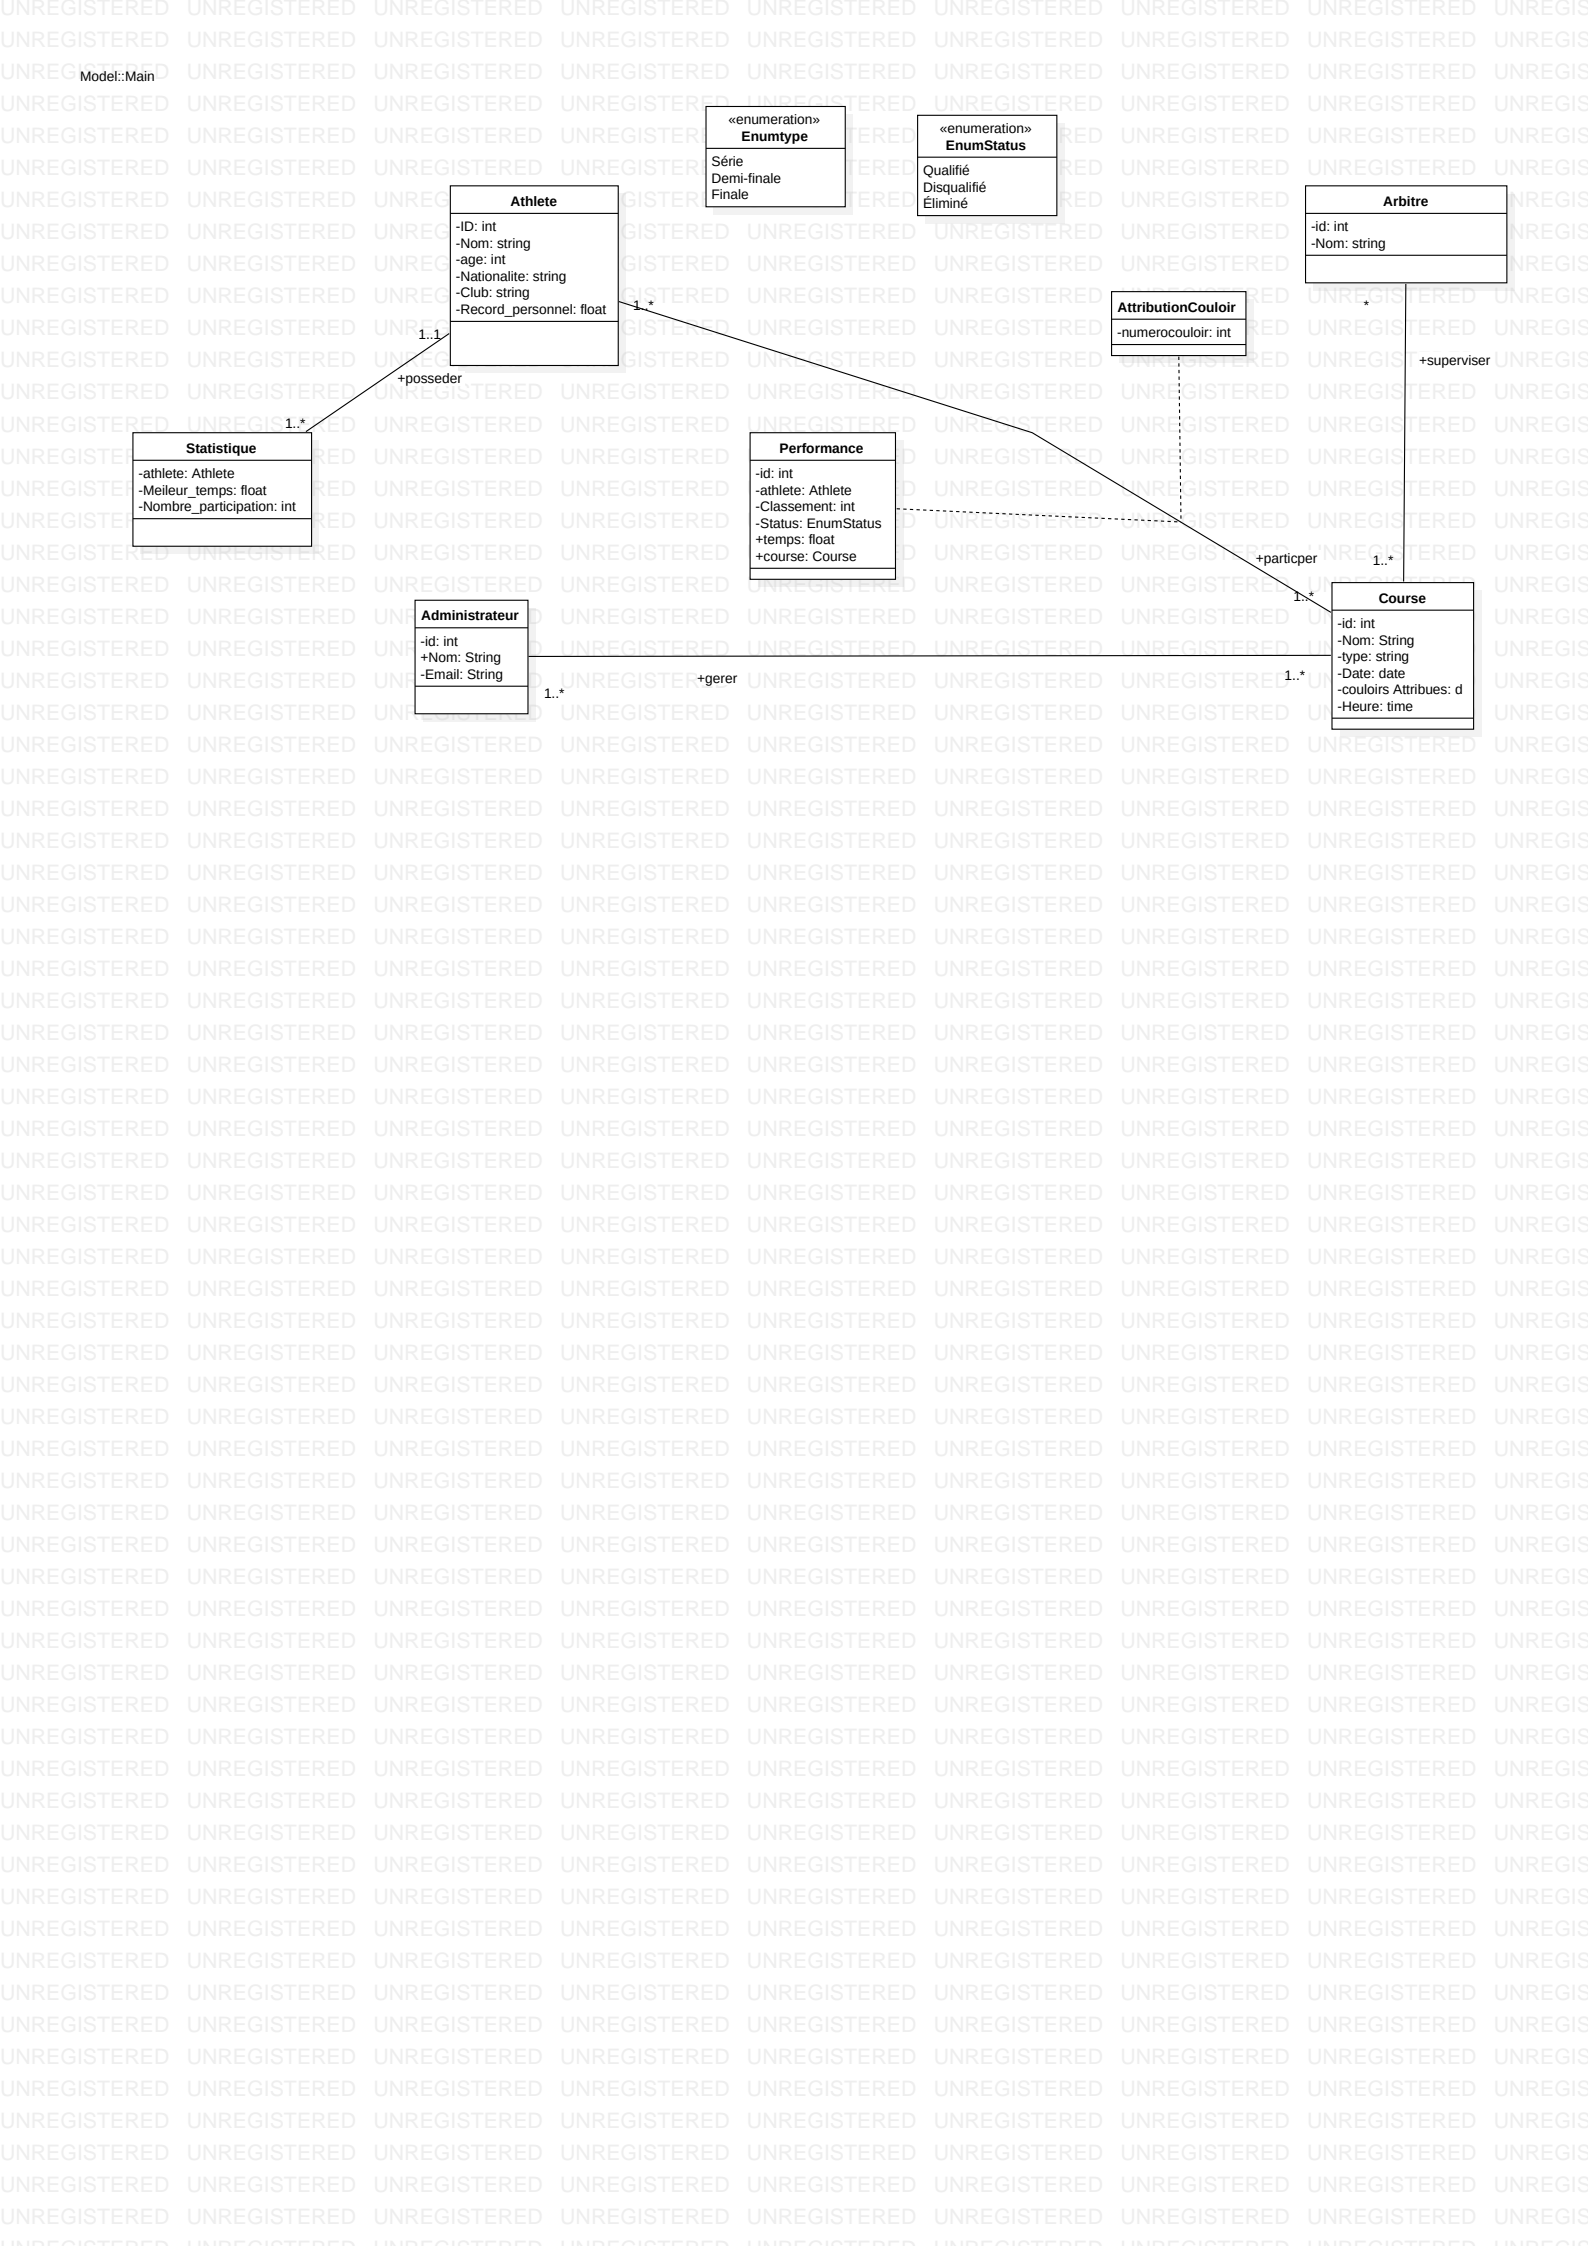 Model::Main
«enumeration»
Enumtype
Série
Demi-finale
Finale
«enumeration»
EnumStatus
Qualifié
Disqualifié
Éliminé
Athlete
-ID: int
-Nom: string
-age: int
-Nationalite: string
-Club: string
-Record_personnel: float
Arbitre
-id: int
-Nom: string
AttributionCouloir
-numerocouloir: int
1..*
*
1..1
+posseder
1..*
+superviser
Statistique
-athlete: Athlete
-Meileur_temps: float
-Nombre_participation: int
Performance
-id: int
-athlete: Athlete
-Classement: int
-Status: EnumStatus
+temps: float
+course: Course
+particper
1..*
1..*
Administrateur
-id: int
+Nom: String
-Email: String
1..*
+gerer
1..*
Course
-id: int
-Nom: String
-type: string
-Date: date
-couloirs Attribues: d
-Heure: time
UNREGISTERED